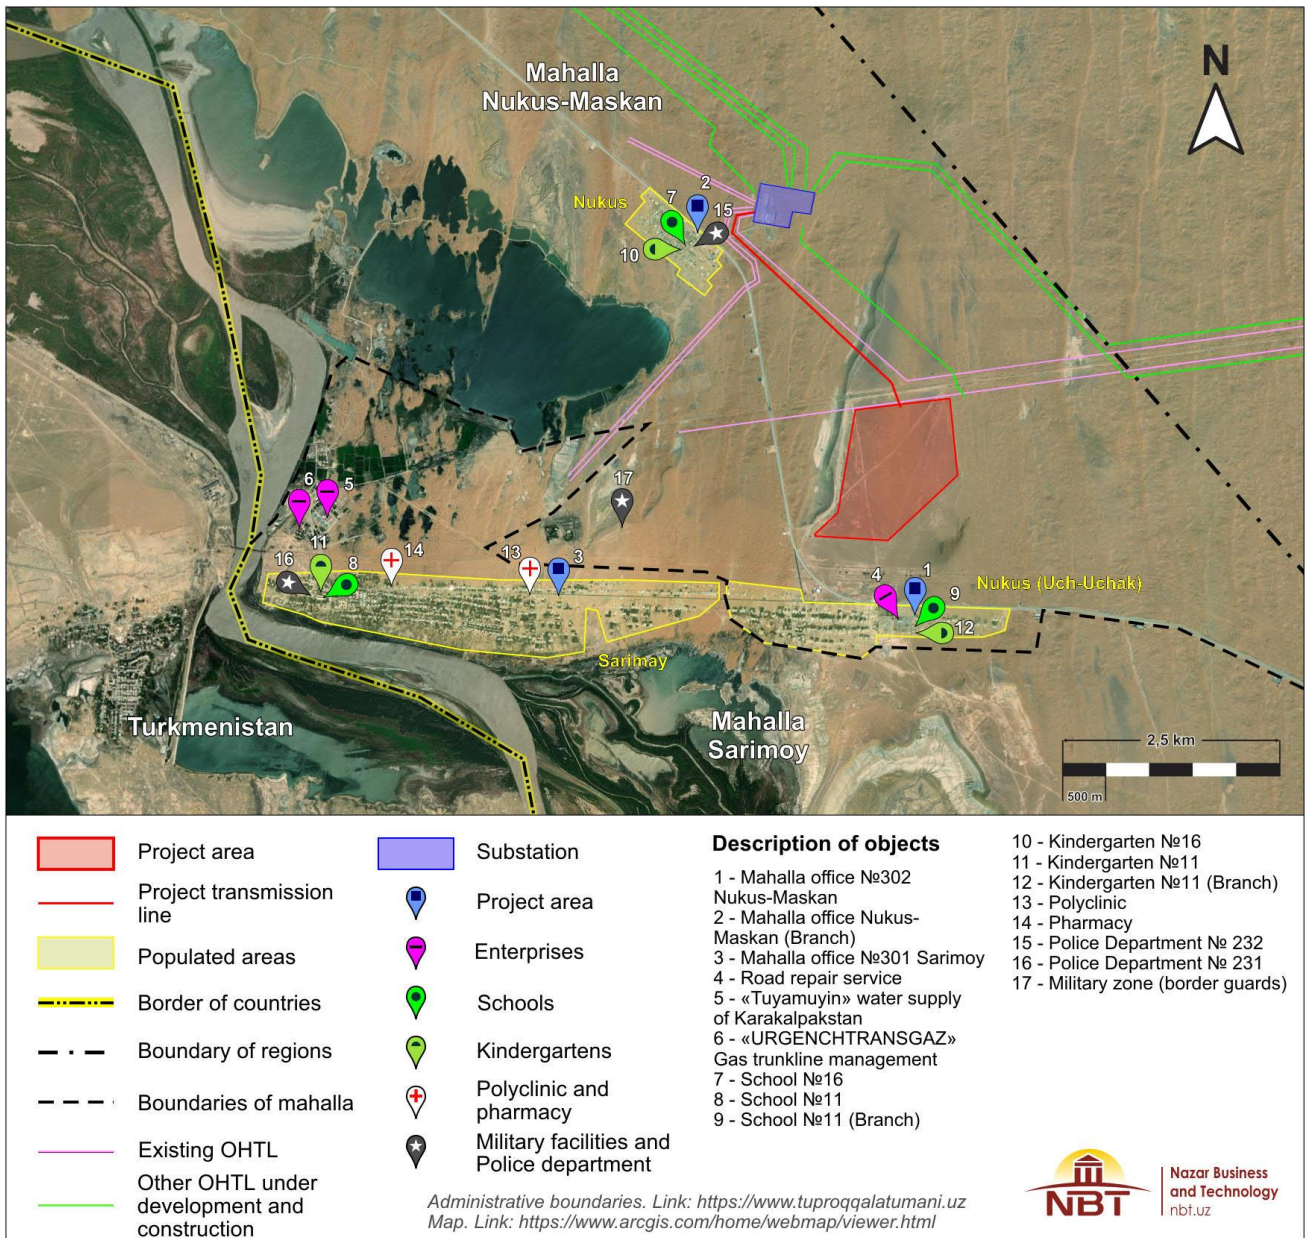 Mahalla
Nukus-Maskan
N
Nukus
7
2
15
10
17
6
5
16
11
8
14
13
3
4
1
9
12
Nukus (Uch-Uchak)
Sarimay
Turkmenistan
Mahalla
Sarimoy
2,5 km
500 m
Project area
Project transmission
line
Populated areas
Border of countries
Boundary of regions
Boundaries of mahalla
Existing OHTL
Other OHTL under
development and
construction
Substation
Project area
Enterprises
Schools
Kindergartens
Polyclinic and
pharmacy
Military facilities and
Police department
Description of objects
1 - Mahalla office №302
Nukus-Maskan
2 - Mahalla office Nukus-
Maskan (Branch)
3 - Mahalla office №301 Sarimoy
4 - Road repair service
5 - «Tuyamuyin» water supply
of Karakalpakstan
6 - «URGENCHTRANSGAZ»
Gas trunkline management
7 - School №16
8 - School №11
9 - School №11 (Branch)
10 - Kindergarten №16
11 - Kindergarten №11
12 - Kindergarten №11 (Branch)
13 - Polyclinic
14 - Pharmacy
15 - Police Department № 232
16 - Police Department № 231
17 - Military zone (border guards)
Administrative boundaries. Link: https://www.tuproqqalatumani.uz
Map. Link: https://www.arcgis.com/home/webmap/viewer.html
NBT
Nazar Business
and Technology
nbt.uz